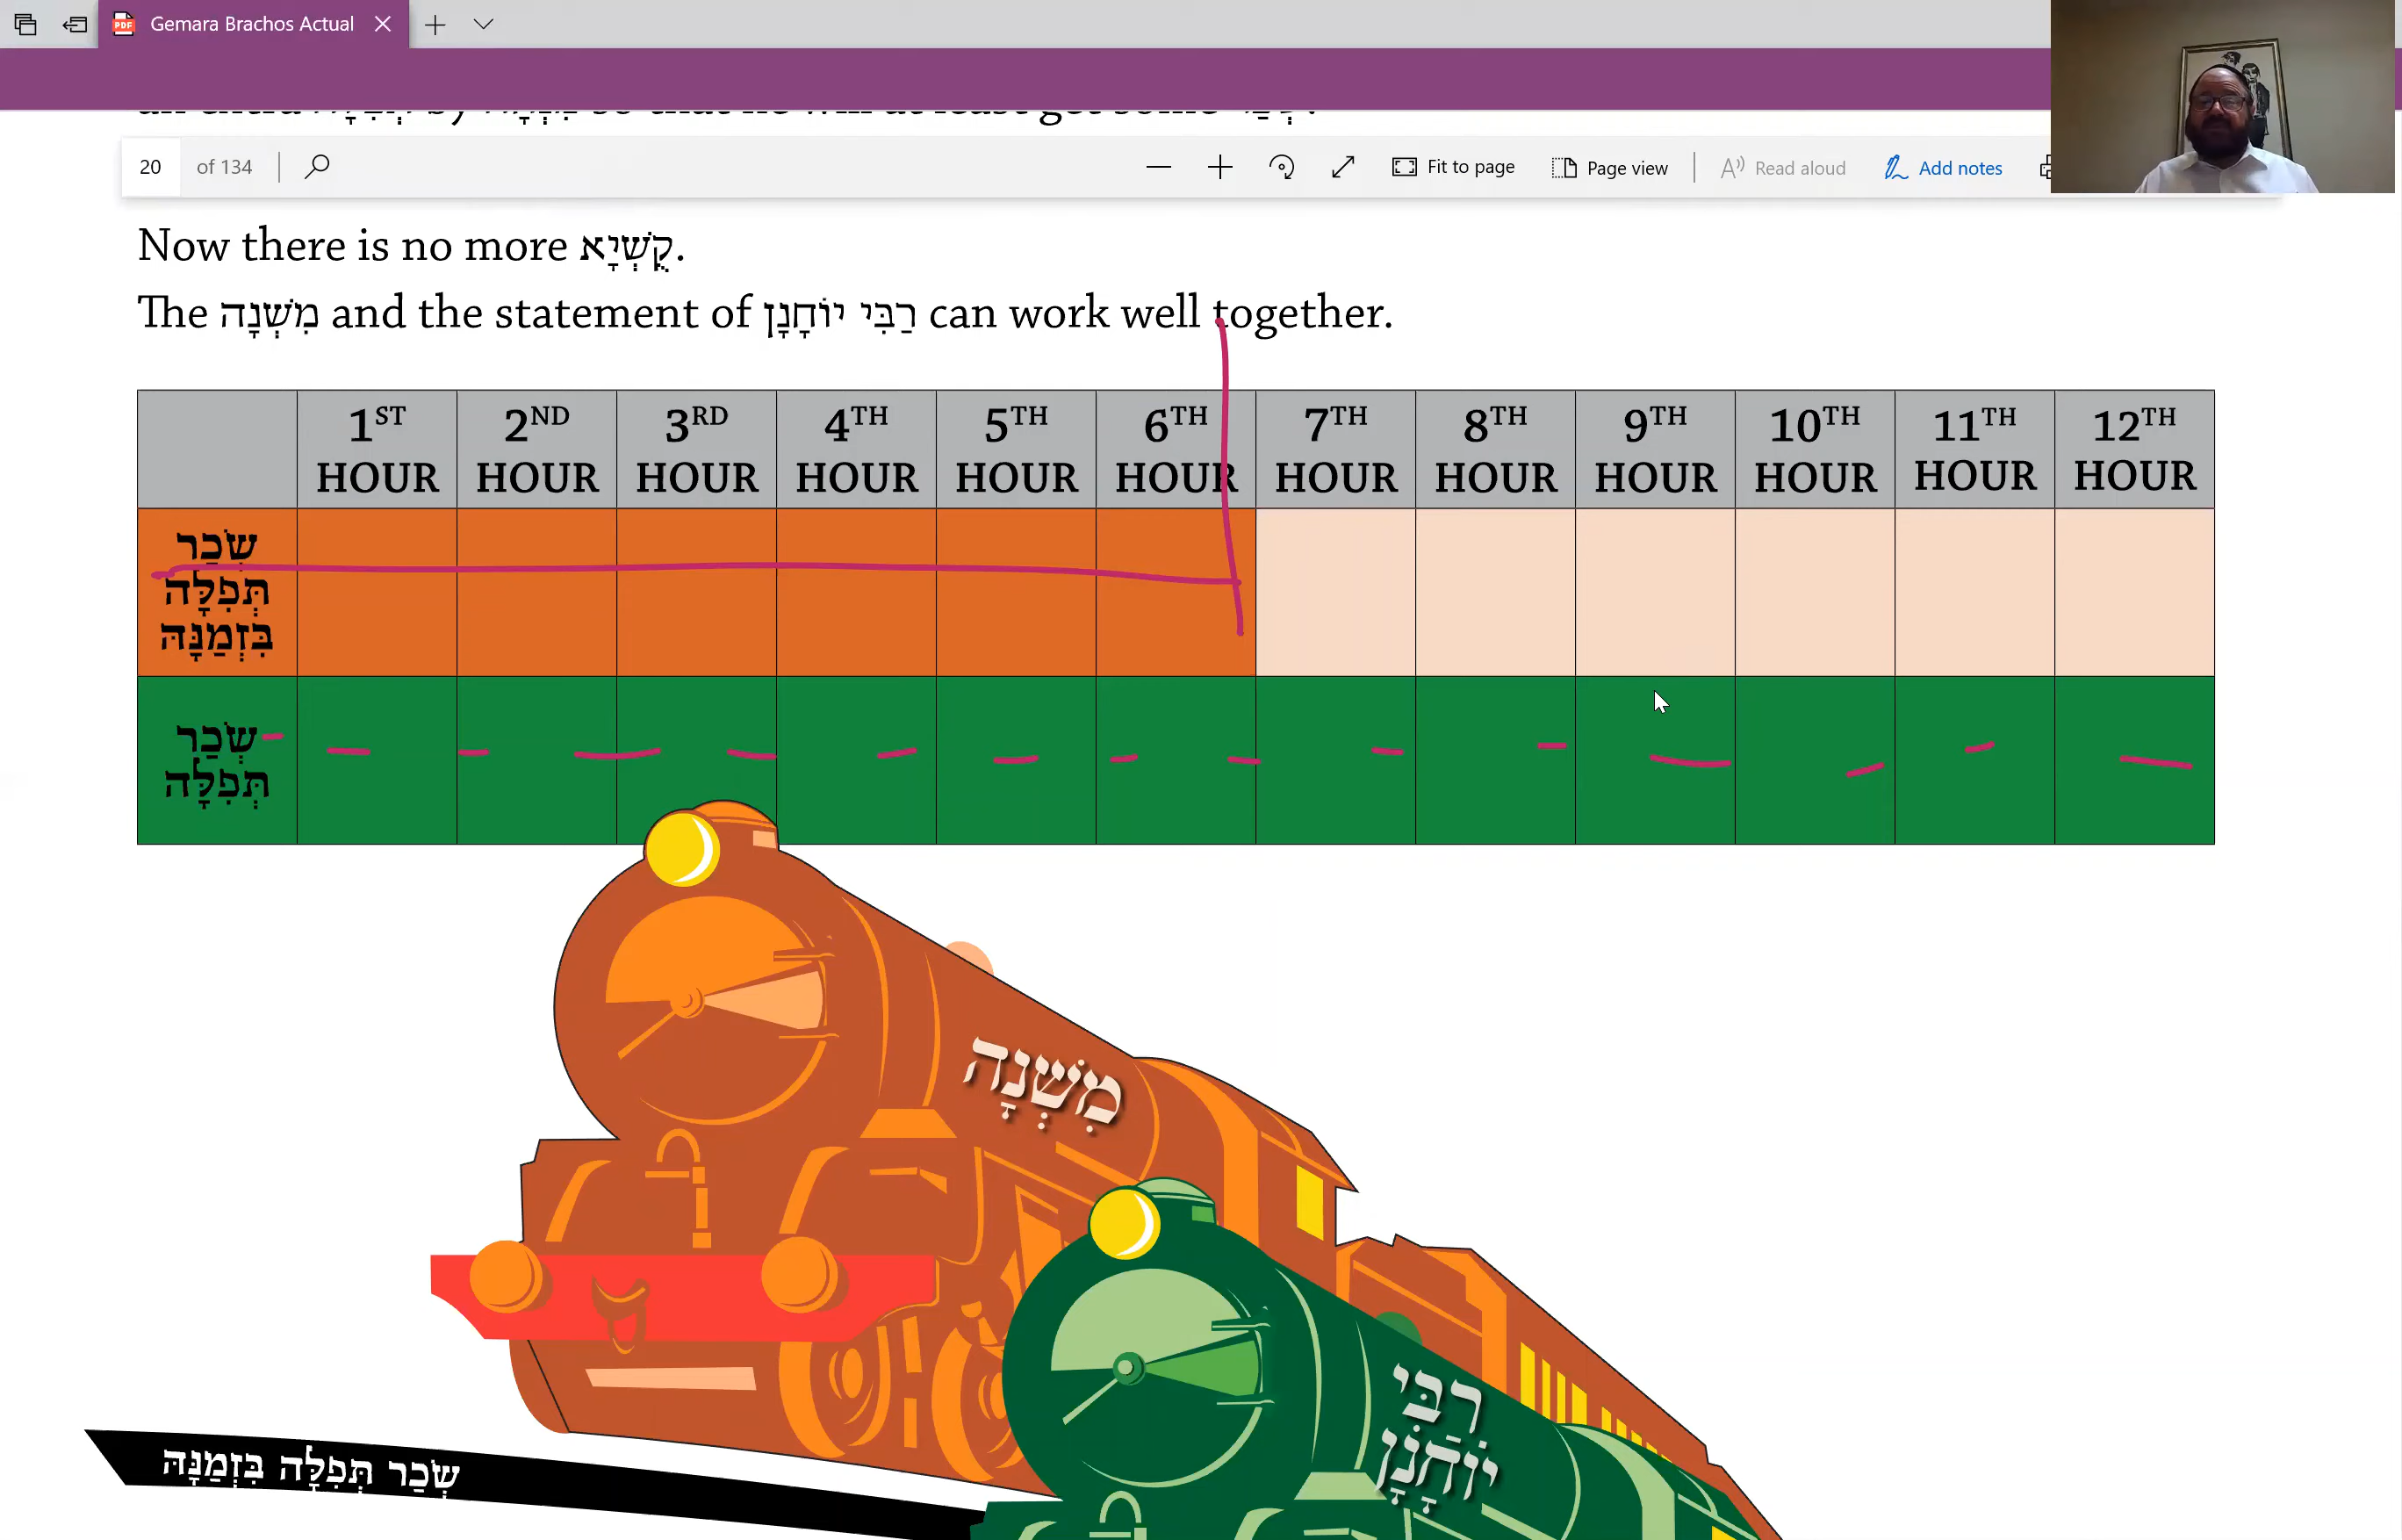 Gemara Brachos Actual
20 of 134 Fit to page Page view Read aloud Add notes
Now there is no more קֻשְׁיָא.
The מִשְׁנָה and the statement of רַבִּי יוֹחָנָן can work well together.
1ST HOUR 2ND HOUR 3RD HOUR 4TH HOUR 5TH HOUR 6TH HOUR 7TH HOUR 8TH HOUR 9TH HOUR 10TH HOUR 11TH HOUR 12TH HOUR
שְׂכַר
תְּפִלָּה
בִּזְמַנָּהּ
שְׂכַר
תְּפִלָּה
מִשְׁנָה
רַבִּי
יוֹחָנָן
שְׂכַר תְּפִלָּה בִּזְמַנָּהּ